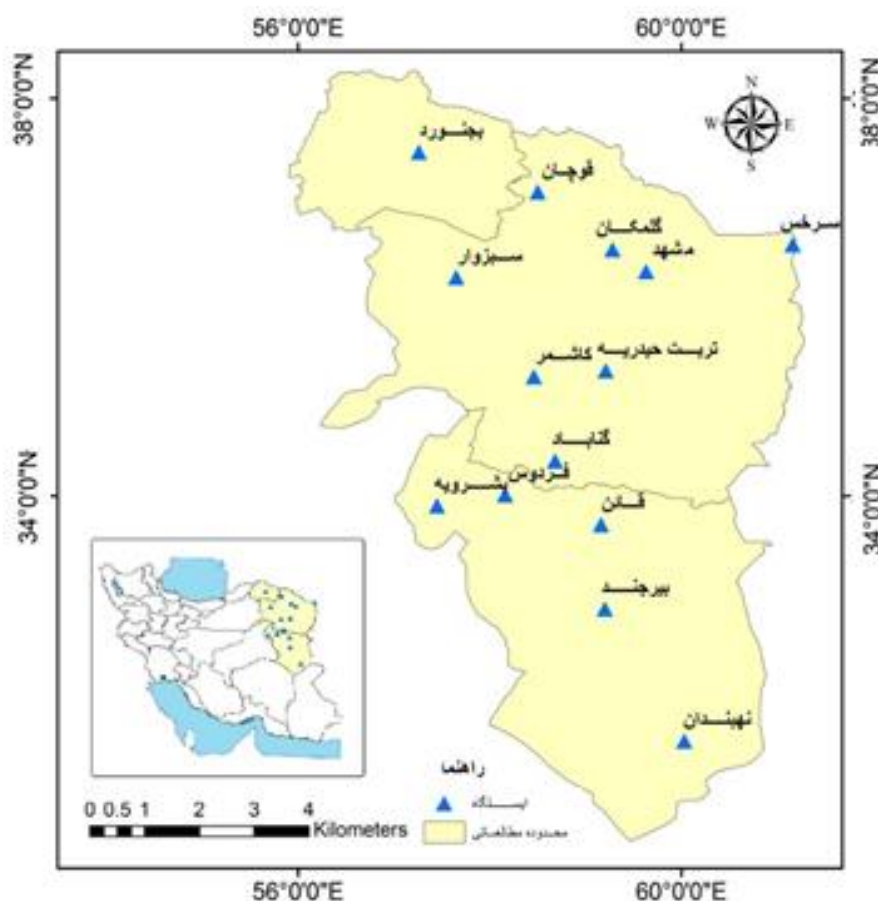 56°0'0"E 60°0'0"E
38°0'0"N 38°0'0"N
N
W E
S
بجنورد
قوچان
سرخس
گلمکان
مشهد
سبزوار
تربت حیدریه
کاشمر
گناباد
فردوس
بشرویه
34°0'0"N 34°0'0"N
قائن
بیرجند
نهبندان
راهنما
ایستگاه
محدوده مطالعاتی
0 0.5 1 2 3 4
Kilometers
56°0'0"E 60°0'0"E